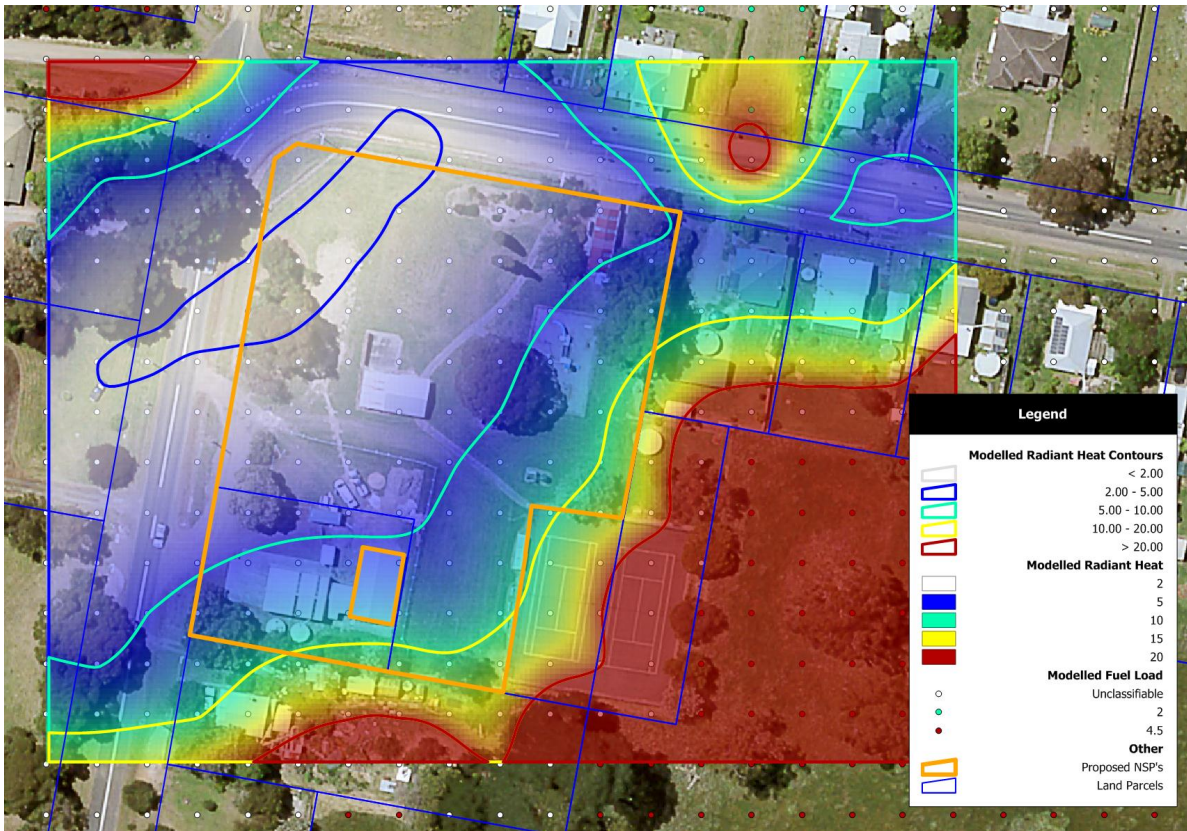 Legend
Modelled Radiant Heat Contours
< 2.00
2.00 - 5.00
5.00 - 10.00
10.00 - 20.00
> 20.00
Modelled Radiant Heat
2
5
10
15
20
Modelled Fuel Load
Unclassifiable
2
4.5
Other
Proposed NSP's
Land Parcels